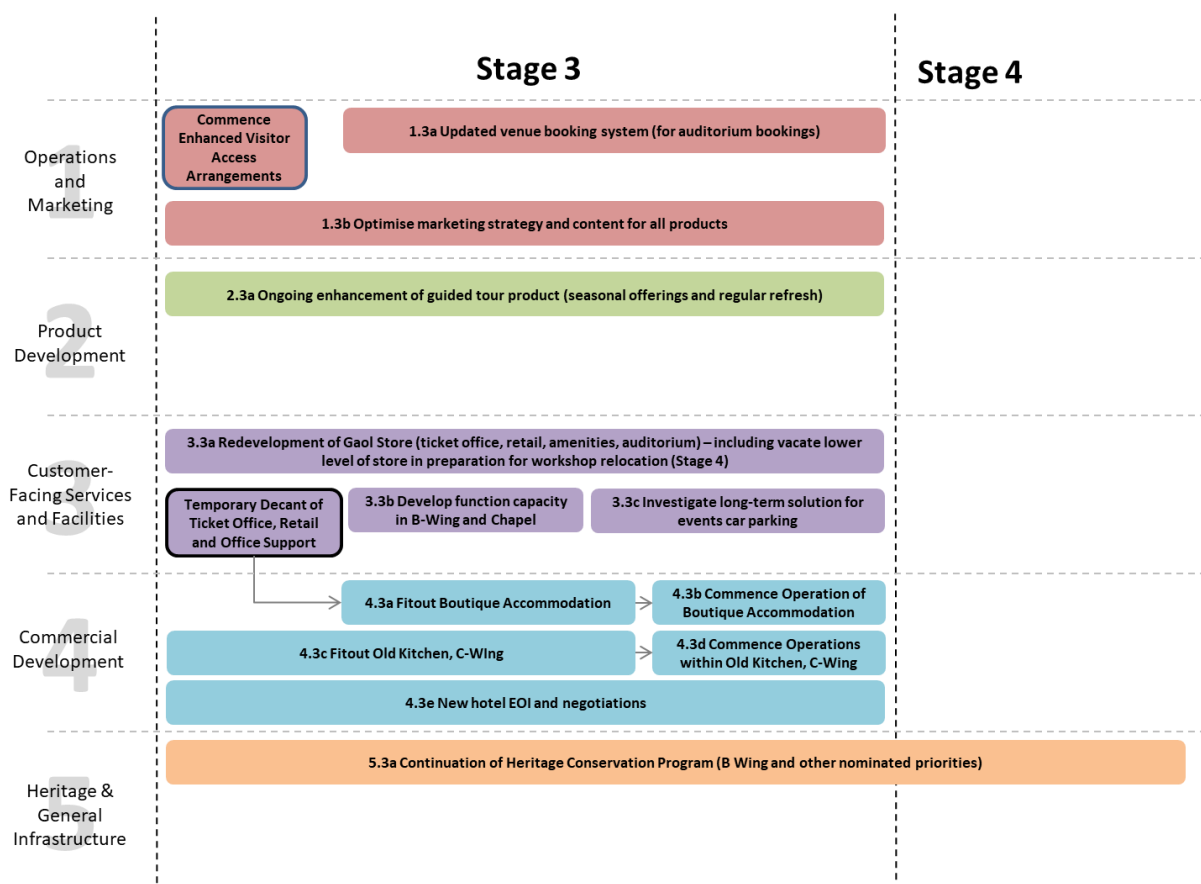 Stage 3
Stage 4
1
Operations
and
Marketing
Commence
Enhanced Visitor
Access
Arrangements
1.3a Updated venue booking system (for auditorium bookings)
1.3b Optimise marketing strategy and content for all products
2
Product
Development
2.3a Ongoing enhancement of guided tour product (seasonal offerings and regular refresh)
3
Customer-
Facing Services
and Facilities
3.3a Redevelopment of Gaol Store (ticket office, retail, amenities, auditorium) – including vacate lower
level of store in preparation for workshop relocation (Stage 4)
Temporary Decant of
Ticket Office, Retail
and Office Support
3.3b Develop function capacity
in B-Wing and Chapel
3.3c Investigate long-term solution for
events car parking
4
Commercial
Development
4.3a Fitout Boutique Accommodation
4.3b Commence Operation of
Boutique Accommodation
4.3c Fitout Old Kitchen, C-WIng
4.3d Commence Operations
within Old Kitchen, C-Wing
4.3e New hotel EOI and negotiations
5
Heritage &
General
Infrastructure
5.3a Continuation of Heritage Conservation Program (B Wing and other nominated priorities)